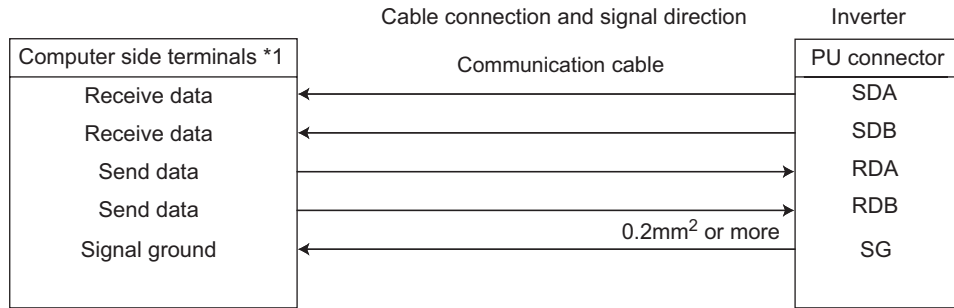 Cable connection and signal direction Inverter
Computer side terminals *1 Communication cable PU connector
Receive data SDA
Receive data SDB
Send data RDA
Send data RDB
0.2mm² or more
Signal ground SG